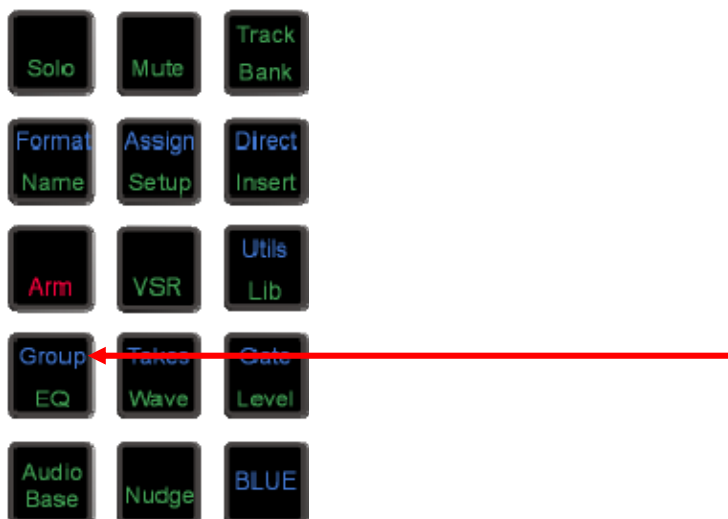 Solo
Mute
Track
Bank
Format
Name
Assign
Setup
Direct
Insert
Arm
VSR
Utils
Lib
Group
EQ
Takes
Wave
Gate
Level
Audio
Base
Nudge
BLUE